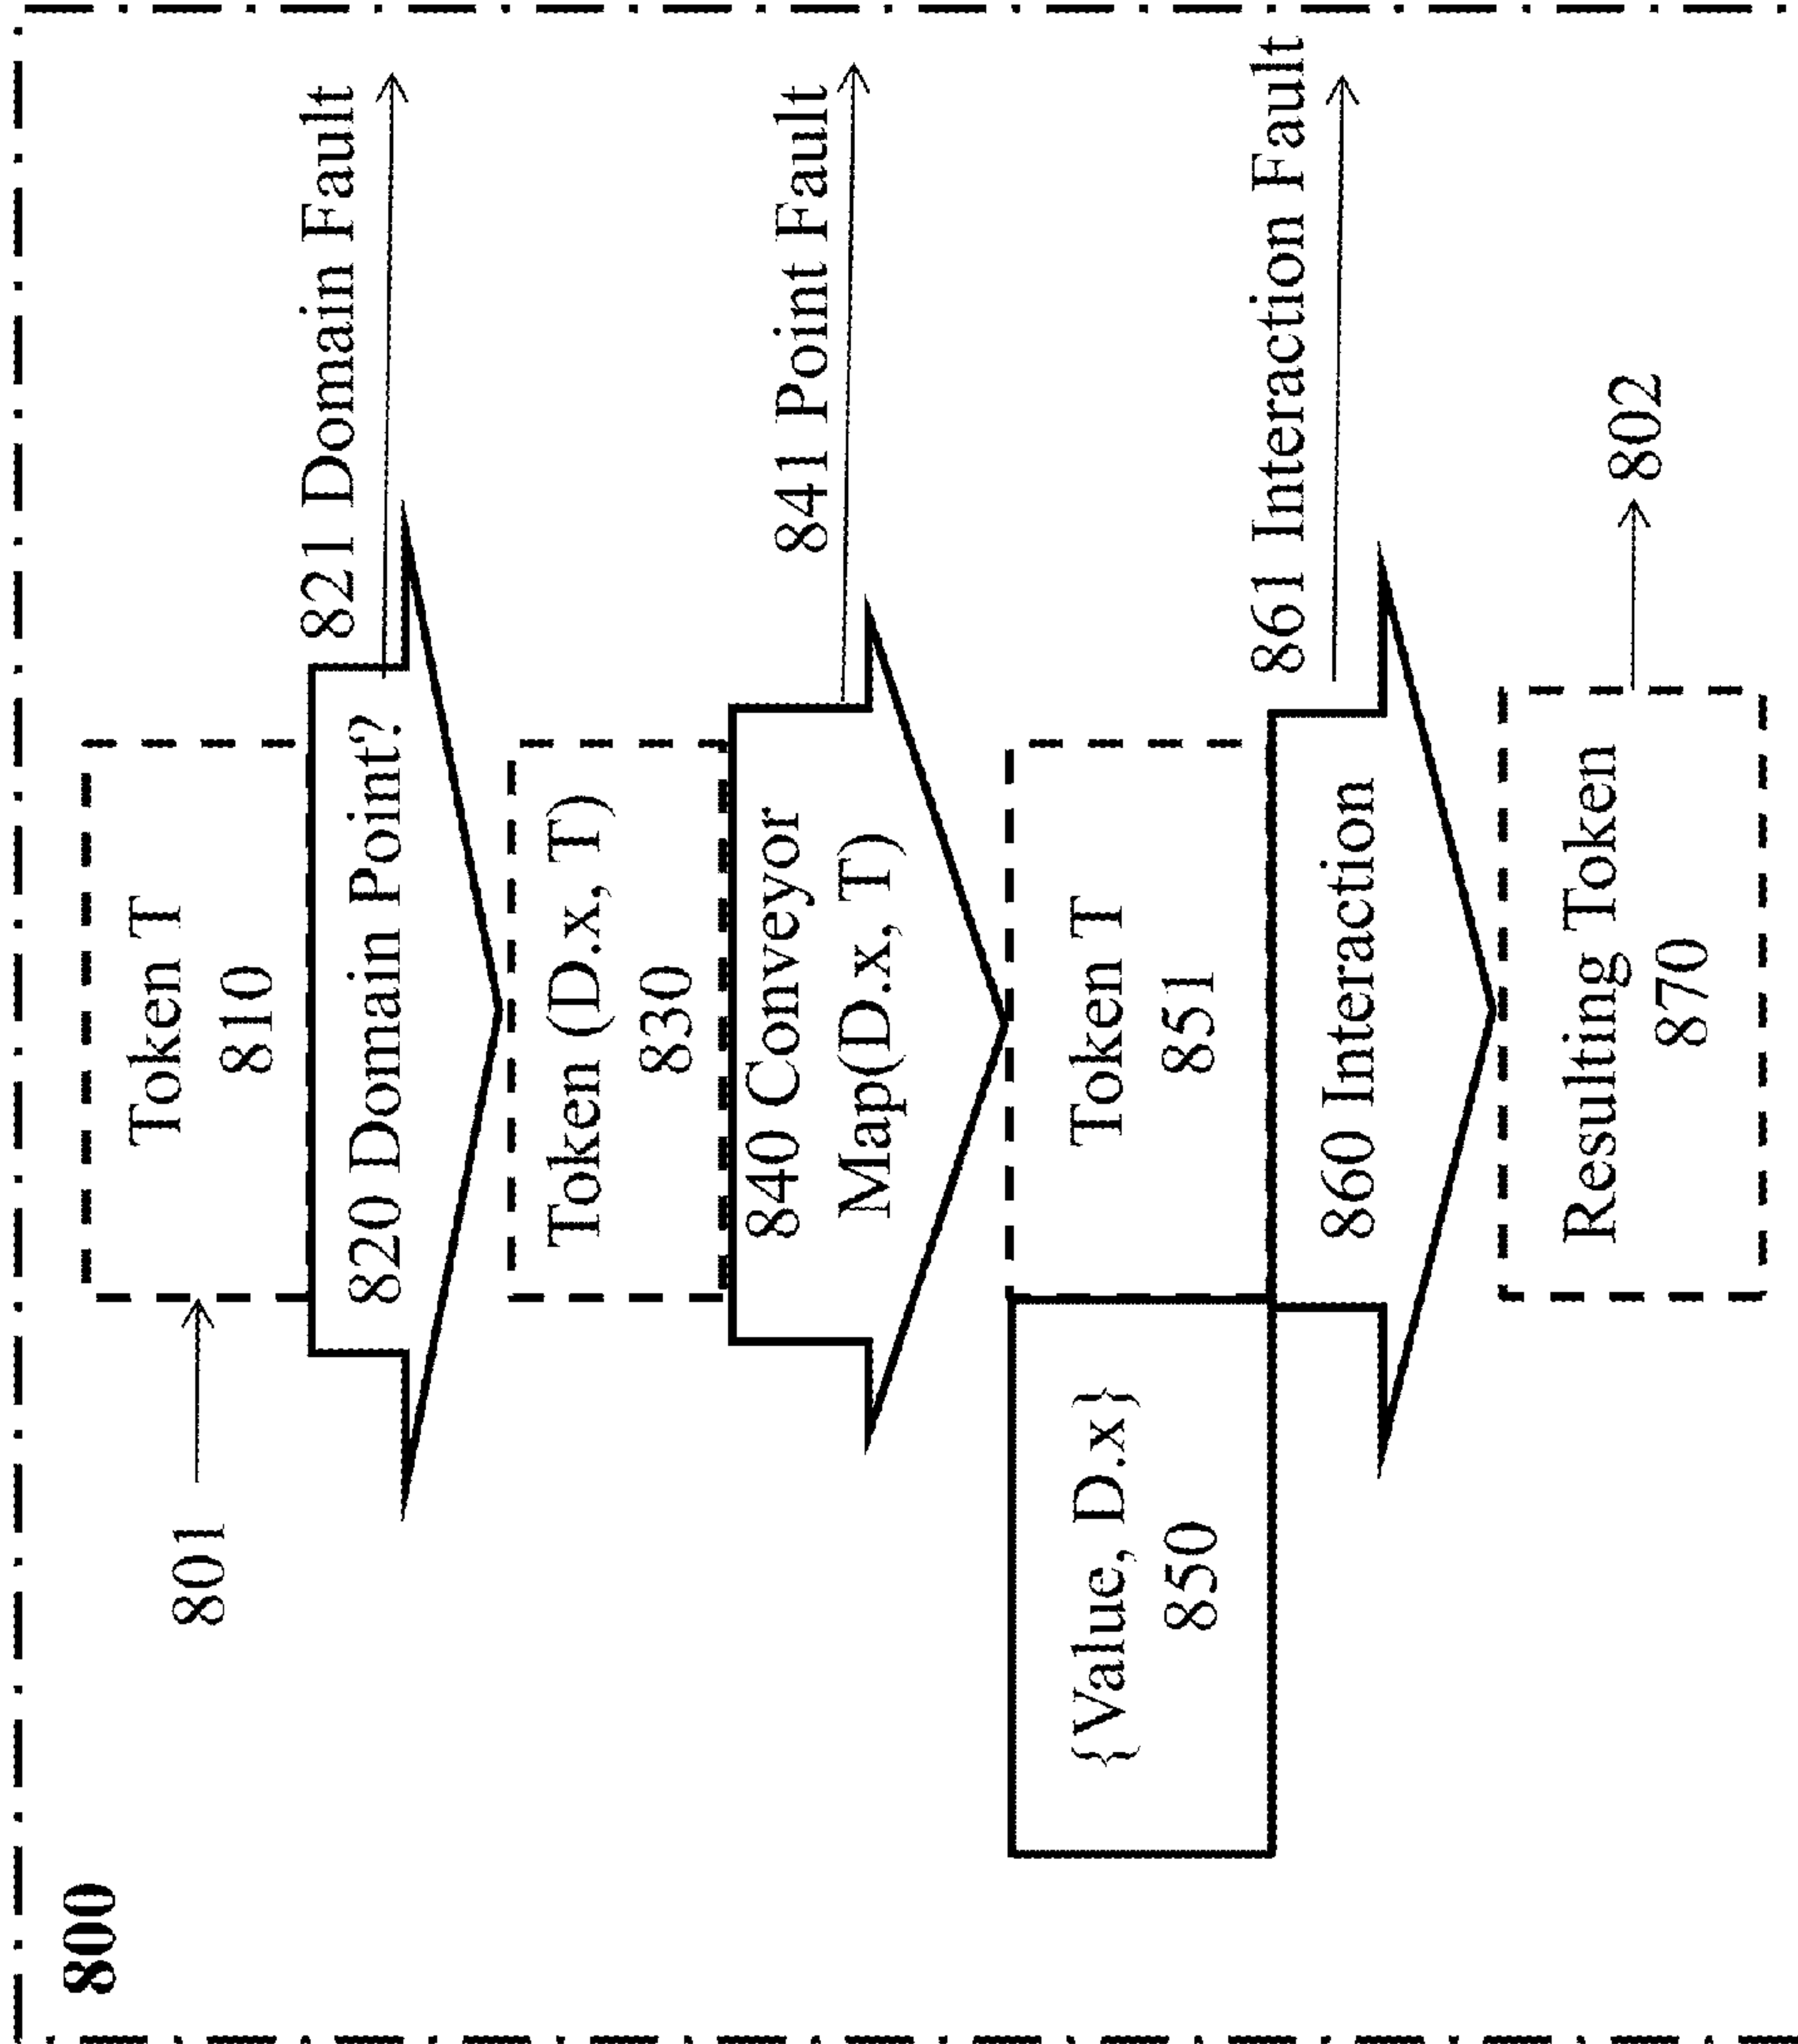 800
801
Token T
810
820 Domain Point?
821 Domain Fault
Token (D.x, T)
830
840 Conveyor
Map(D.x, T)
841 Point Fault
{Value, D.x}
850
Token T
851
860 Interaction
861 Interaction Fault
Resulting Token
870
802